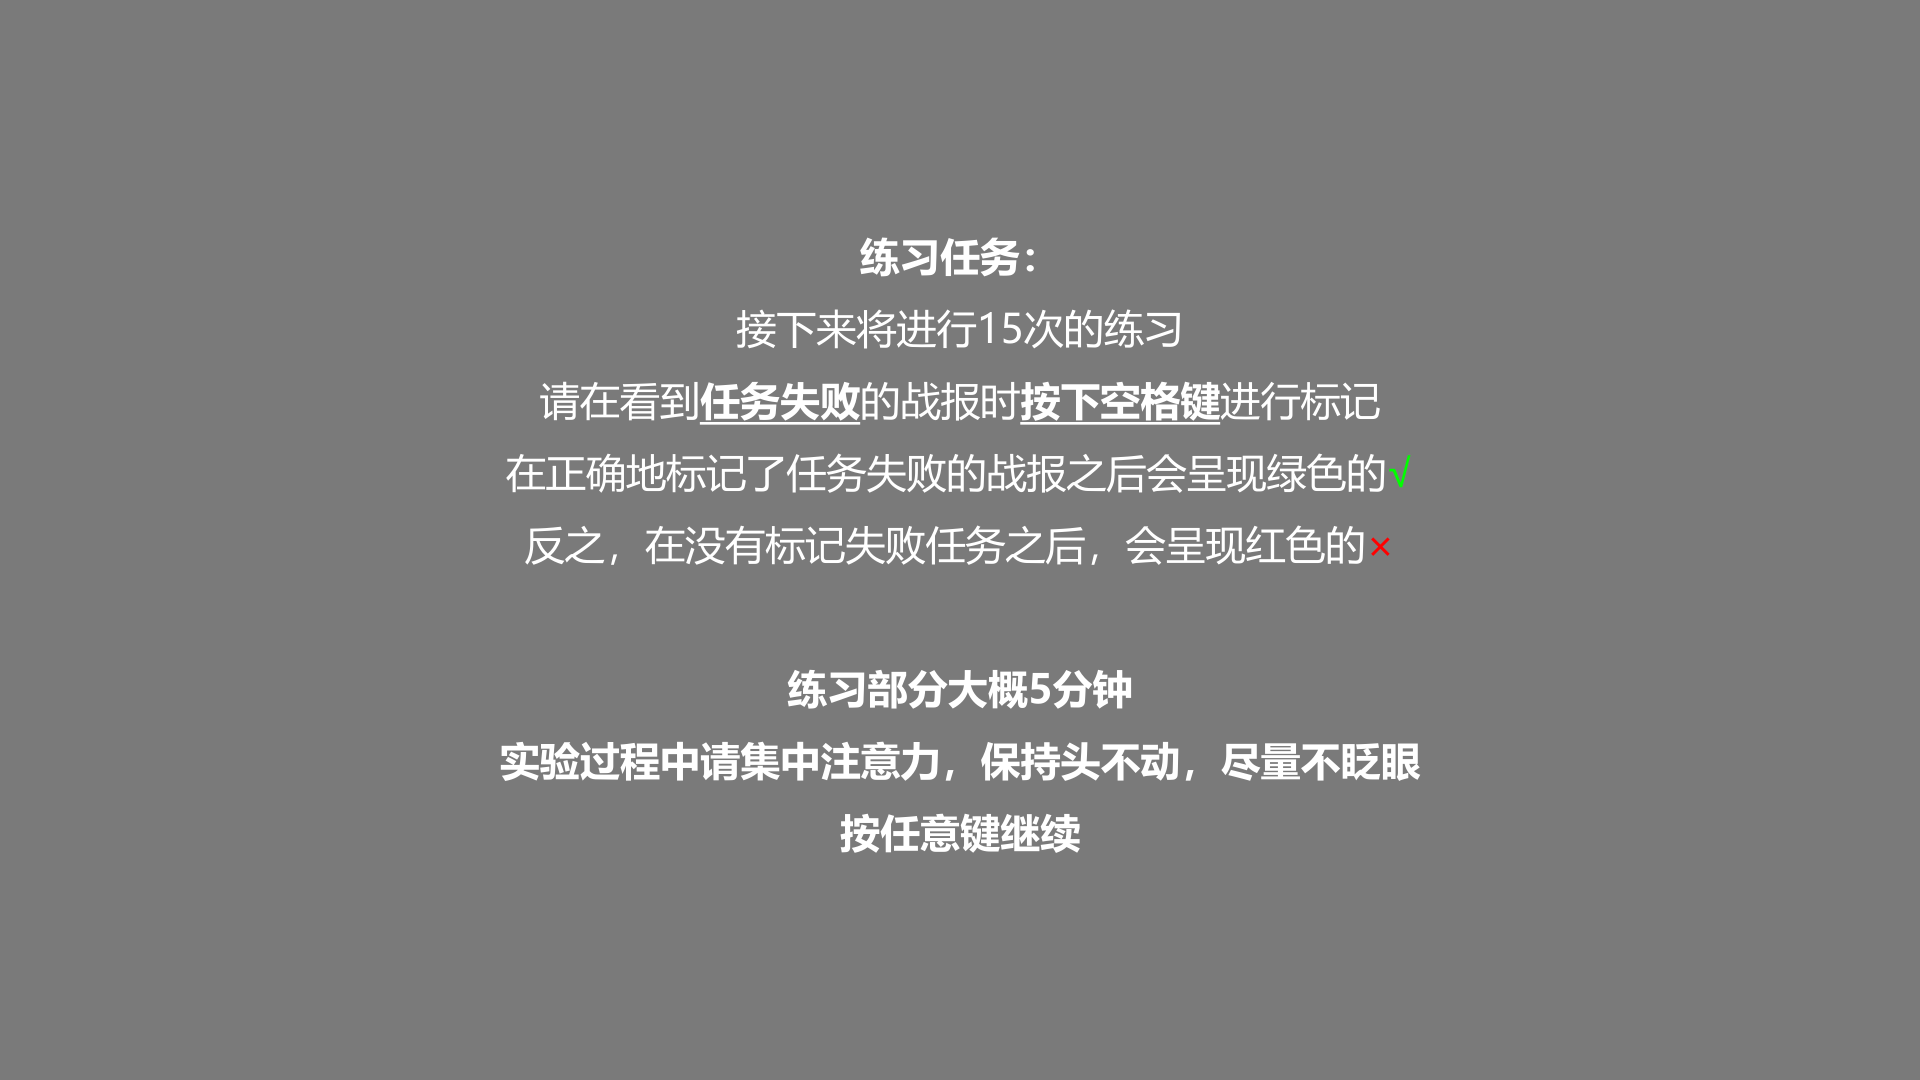 练习任务：
接下来将进行15次的练习
请在看到任务失败的战报时按下空格键进行标记
在正确地标记了任务失败的战报之后会呈现绿色的√
反之，在没有标记失败任务之后，会呈现红色的×
练习部分大概5分钟
实验过程中请集中注意力，保持头不动，尽量不眨眼
按任意键继续